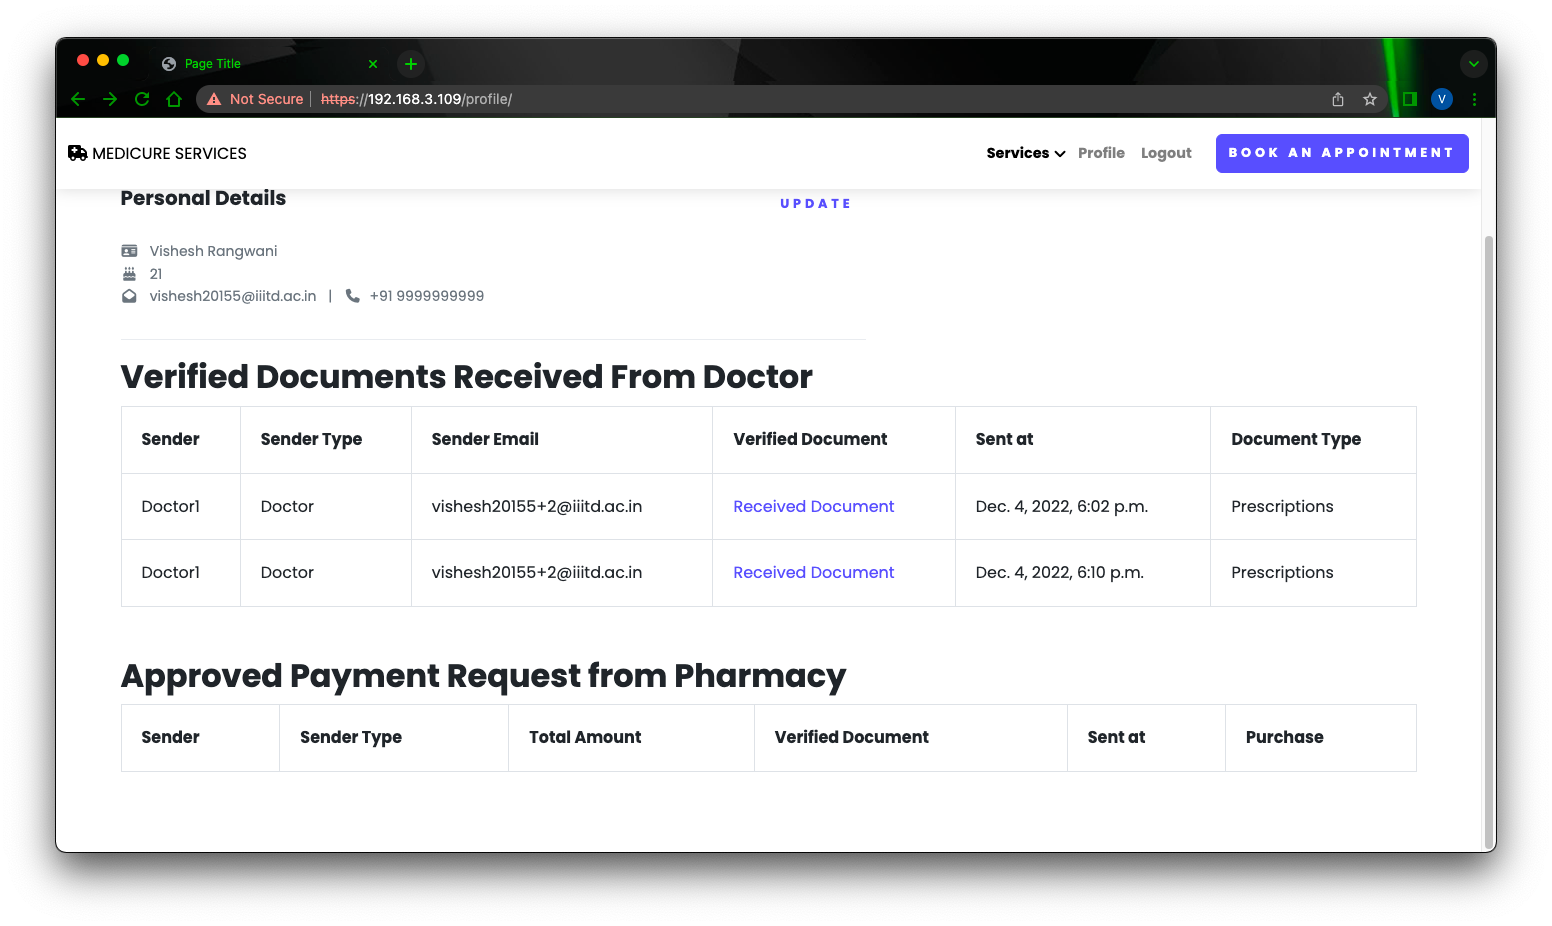 Page Title
Not Secure | https://192.168.3.109/profile/
V
MEDICURE SERVICES
Services Profile Logout BOOK AN APPOINTMENT
Personal Details
UPDATE
Vishesh Rangwani
21
vishesh20155@iiitd.ac.in | +91 9999999999
Verified Documents Received From Doctor
Sender Sender Type Sender Email Verified Document Sent at Document Type
Doctor1 Doctor vishesh20155+2@iiitd.ac.in Received Document Dec. 4, 2022, 6:02 p.m. Prescriptions
Doctor1 Doctor vishesh20155+2@iiitd.ac.in Received Document Dec. 4, 2022, 6:10 p.m. Prescriptions
Approved Payment Request from Pharmacy
Sender Sender Type Total Amount Verified Document Sent at Purchase